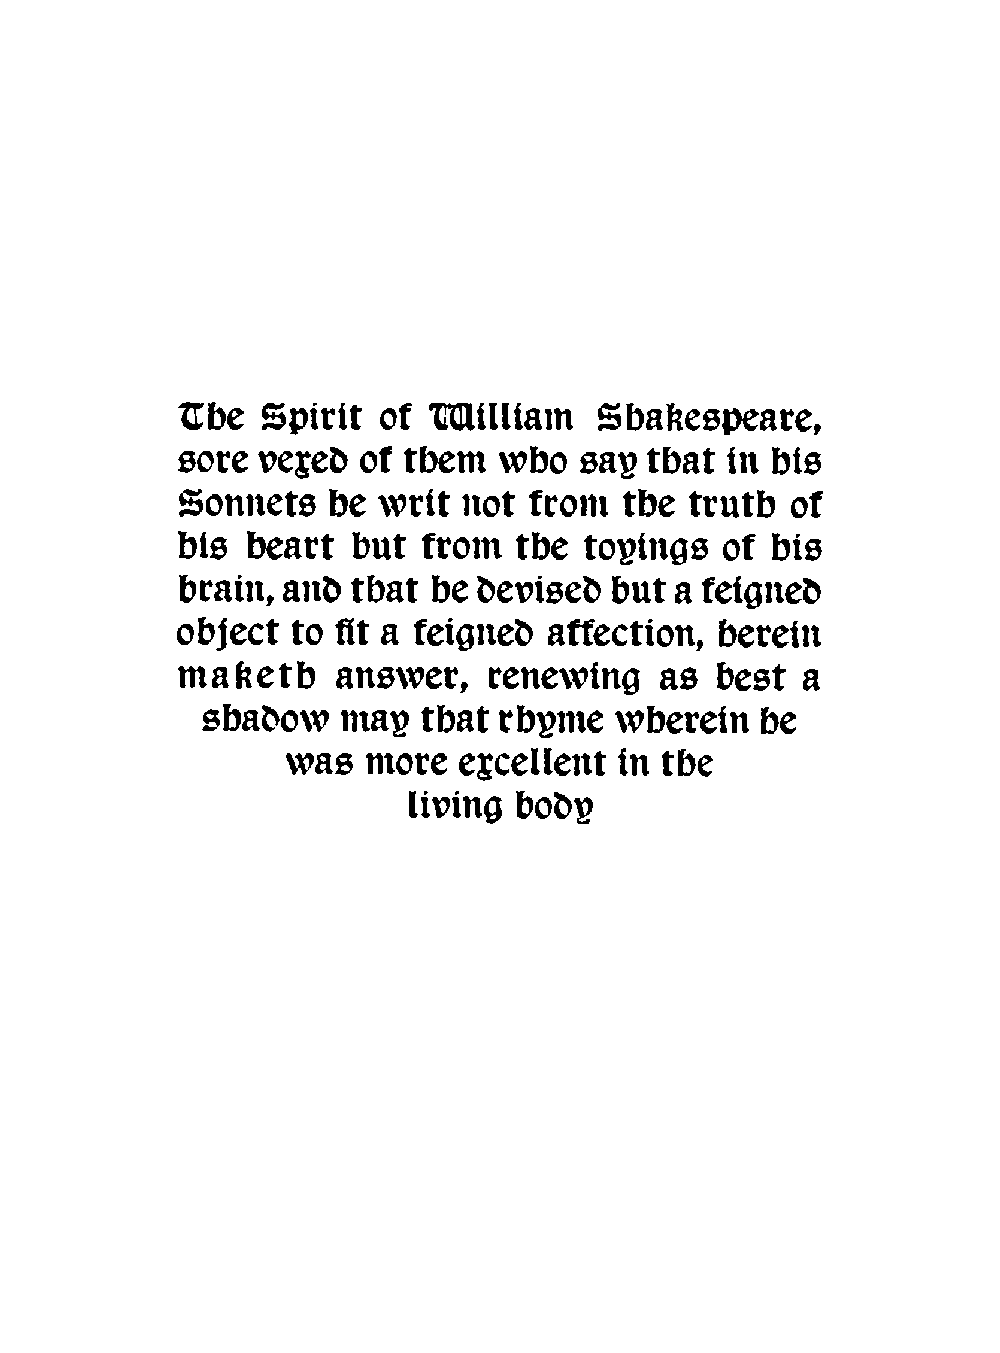 The Spirit of William Shakespeare,
sore vexed of them who say that in his
Sonnets he writ not from the truth of
his heart but from the toyings of his
brain, and that he devised but a feigned
object to fit a feigned affection, herein
maketh answer, renewing as best a
shadow may that rhyme wherein he
was more excellent in the
living body